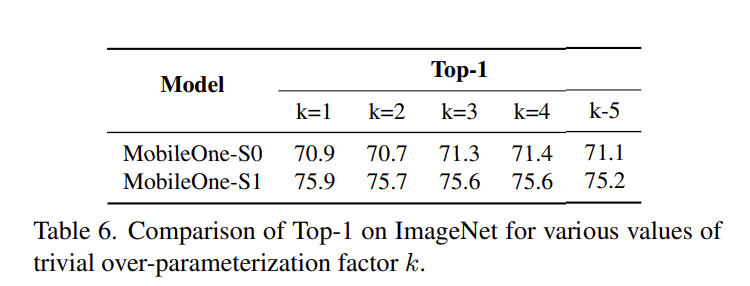 Model Top-1
k=1 k=2 k=3 k=4 k-5
MobileOne-S0 70.9 70.7 71.3 71.4 71.1
MobileOne-S1 75.9 75.7 75.6 75.6 75.2
Table 6. Comparison of Top-1 on ImageNet for various values of
trivial over-parameterization factor k.